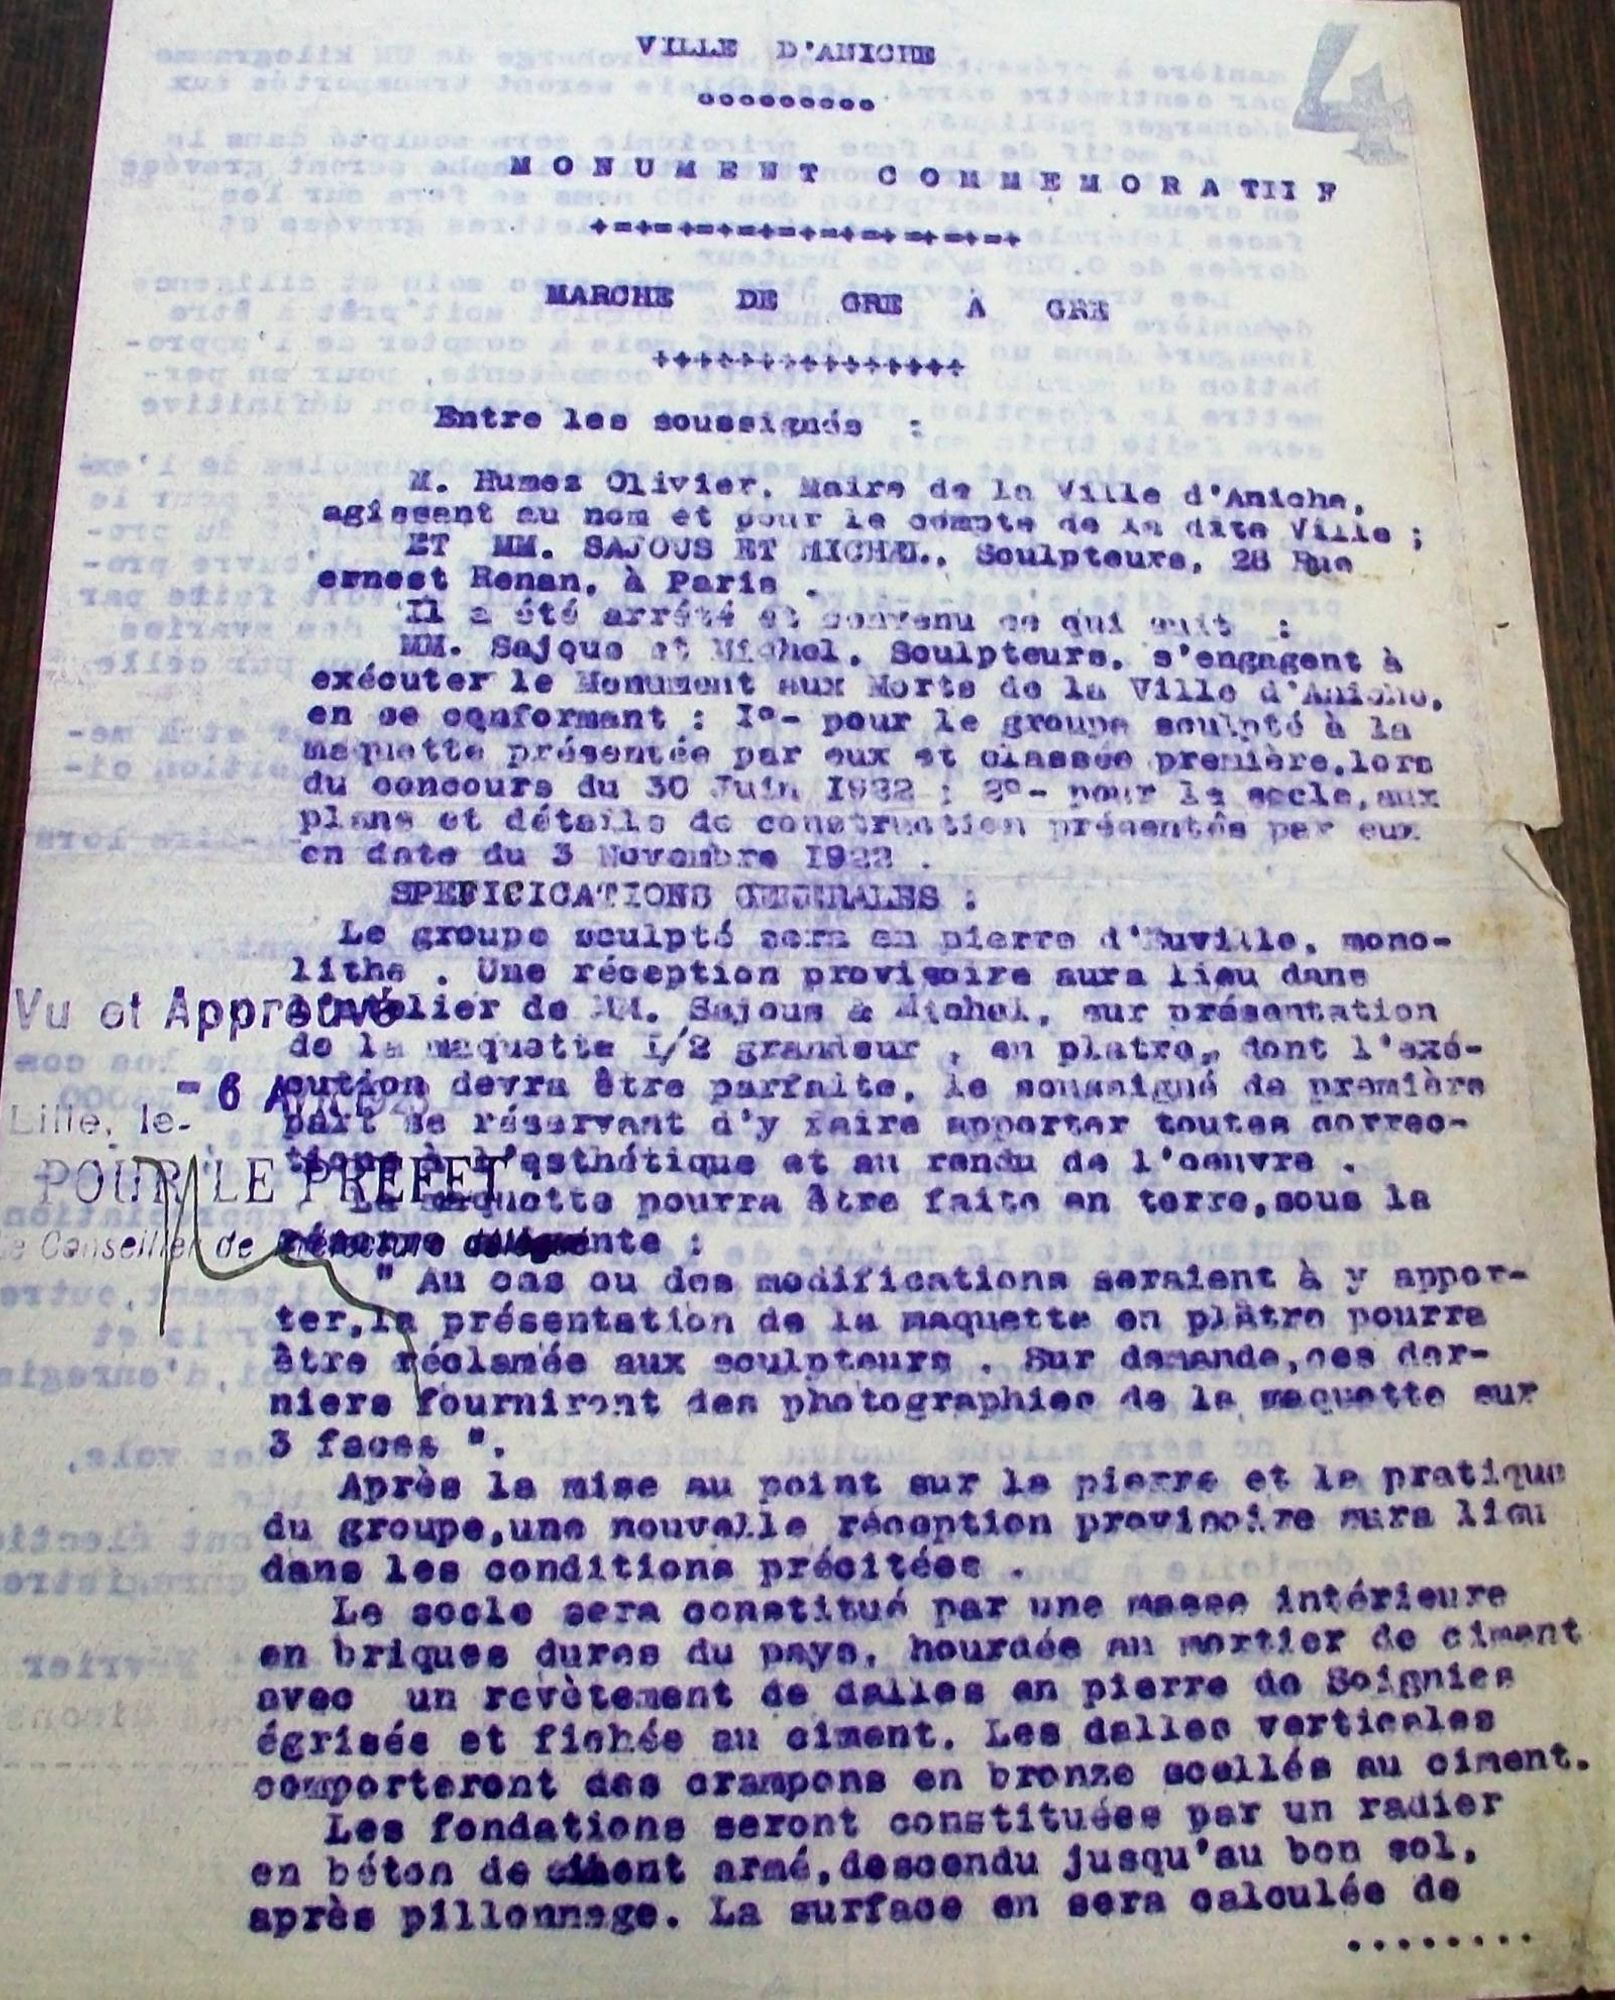 4
VILLE D'ANICHE
°°°°°°°°°
MONUMENT COMMEMORATIIF
+=+=+=+=+=+=+=+=+=+=+
MARCHE DE GRE A GRE
+++++++++++++++
Entre les soussignés :
M. Humez Olivier, Maire de la Ville d'Aniche,
agissent au nom et pour le compte de la dite Ville ;
ET MM. SAJOUS ET MICHEL, Sculpteurs, 28 Rue
ernest Renan, à Paris .
Il a été arrété et convenu ce qui suit :
MM. Sajous et Michel, Sculpteurs, s'engagent à
exécuter le Monument aux Morts de la Ville d'Aniche,
en se conformant : I°- pour le groupe sculpté à la
maquette présentée par eux et classée première,lors
du concours du 30 Juin I922 ; 2°- pour le socle,aux
plans et détails de construction présentés par eux
en date du 3 Novembre I922 .
SPEFICICATIONS GENERALES :
Le groupe sculpté sera en pierre d'Euville, mono-
lithe . Une réception provisoire aura lieu dans
l'atelier de MM. Sajous & Michel, sur présentation
de la maquette I/2 grandeur , en platre, dont l'exé-
cution devra être parfaite, le soussigné de première
part se réservant d'y faire apporter toutes correc-
tions à l'esthétique et au rendu de l'oeuvre .
La maquette pourra être faite en terre,sous la
réserve :
" Au cas ou des modifications seraient à y appor-
ter,la présentation de la maquette en plâtre pourra
être réclamée aux sculpteurs . Sur demande,ces der-
niers fourniront des photographies de la maquette sur
3 faces ".
Après la mise au point sur la pierre et la pratique
du groupe,une nouvelle réception provisoire aura lieu
dans les conditions précitées .
Le socle sera constitué par une masse intérieure
en briques dures du pays, hourdée au mortier de ciment
avec un revètement de dalles en pierre de Soignies
égrisée et fichée au ciment. Les dalles verticales
comporteront des crampons en bronze scellés au ciment.
Les fondations seront constituées par un radier
en béton de ciment armé,descendu jusqu'au bon sol,
après pillonnage. La surface en sera calculée de
........
Vu et Approuvé
Lille, le - 6
POUR LE PREFET
Le Conseiller de